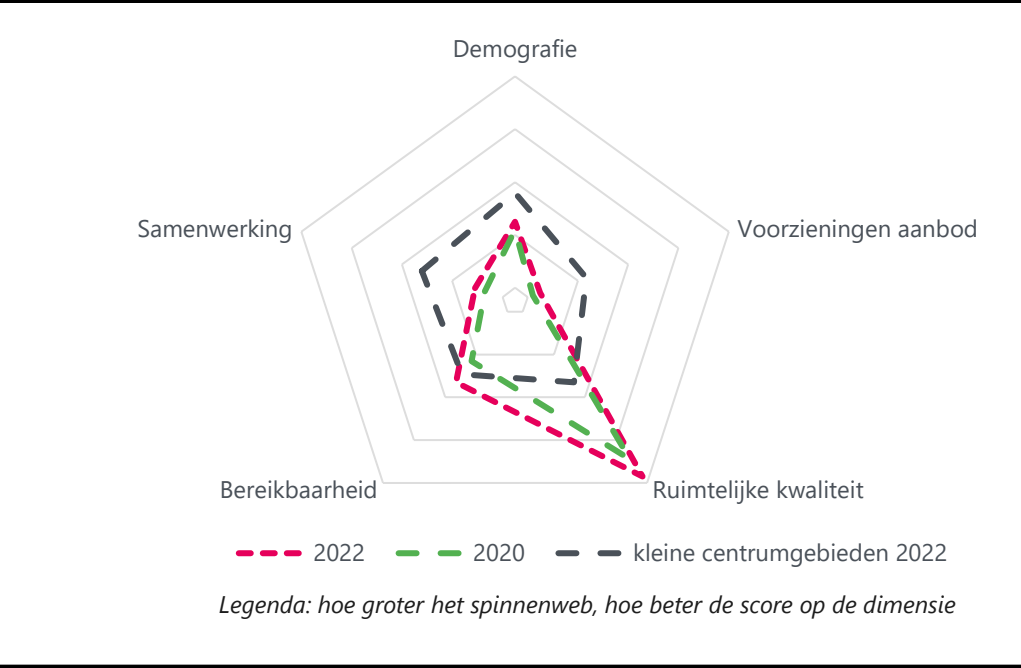 Demografie
Samenwerking
Voorzieningen aanbod
Bereikbaarheid
Ruimtelijke kwaliteit
2022 2020 kleine centrumgebieden 2022
Legenda: hoe groter het spinnenweb, hoe beter de score op de dimensie